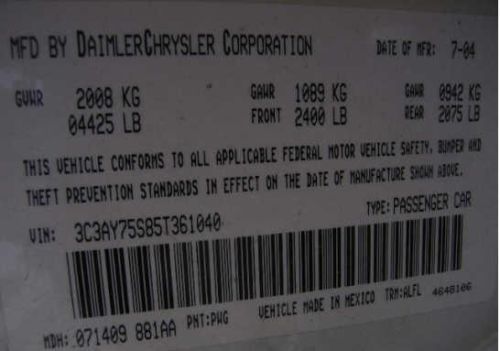 MFD BY DAIMLERCHRYSLER CORPORATION DATE OF MFR: 7-04
GVWR 2008 KG GAWR 1089 KG GAWR 0942 KG
04425 LB FRONT 2400 LB REAR 2075 LB
THIS VEHICLE CONFORMS TO ALL APPLICABLE FEDERAL MOTOR VEHICLE SAFETY, BUMPER AND
THEFT PREVENTION STANDARDS IN EFFECT ON THE DATE OF MANUFACTURE SHOWN ABOVE.
VIN: 3C3AY75S85T361040 TYPE: PASSENGER CAR
MDH: 071409 881AA PNT: PWG VEHICLE MADE IN MEXICO TRM: ALFL 4648106